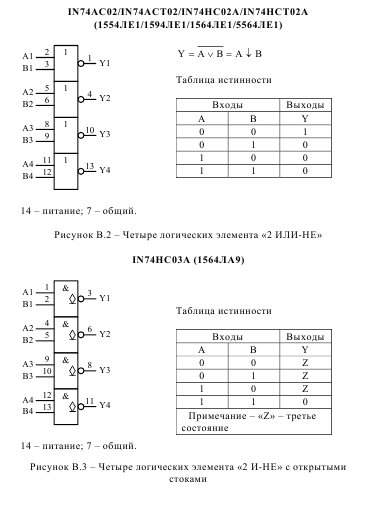 IN74AC02/IN74ACT02/IN74HC02A/IN74HCT02A
(1554ЛЕ1/1594ЛЕ1/1564ЛЕ1/5564ЛЕ1)
A1 2 1 1 Y1
B1 3
A2 5 1 4 Y2
B2 6
A3 8 1 10 Y3
B3 9
A4 11 1 13 Y4
B4 12
Y = A ∨ B = A ↓ B
Таблица истинности
Входы Выходы
A B Y
0 0 1
0 1 0
1 0 0
1 1 0
14 – питание; 7 – общий.
Рисунок В.2 – Четыре логических элемента «2 ИЛИ-НЕ»
IN74HC03A (1564ЛА9)
A1 1 & 3 Y1
B1 2
A2 4 & 6 Y2
B2 5
A3 9 & 8 Y3
B3 10
A4 12 & 11 Y4
B4 13
Таблица истинности
Входы Выходы
A B Y
0 0 Z
0 1 Z
1 0 Z
1 1 0
Примечание – «Z» – третье
состояние
14 – питание; 7 – общий.
Рисунок В.3 – Четыре логических элемента «2 И-НЕ» с открытыми
стоками